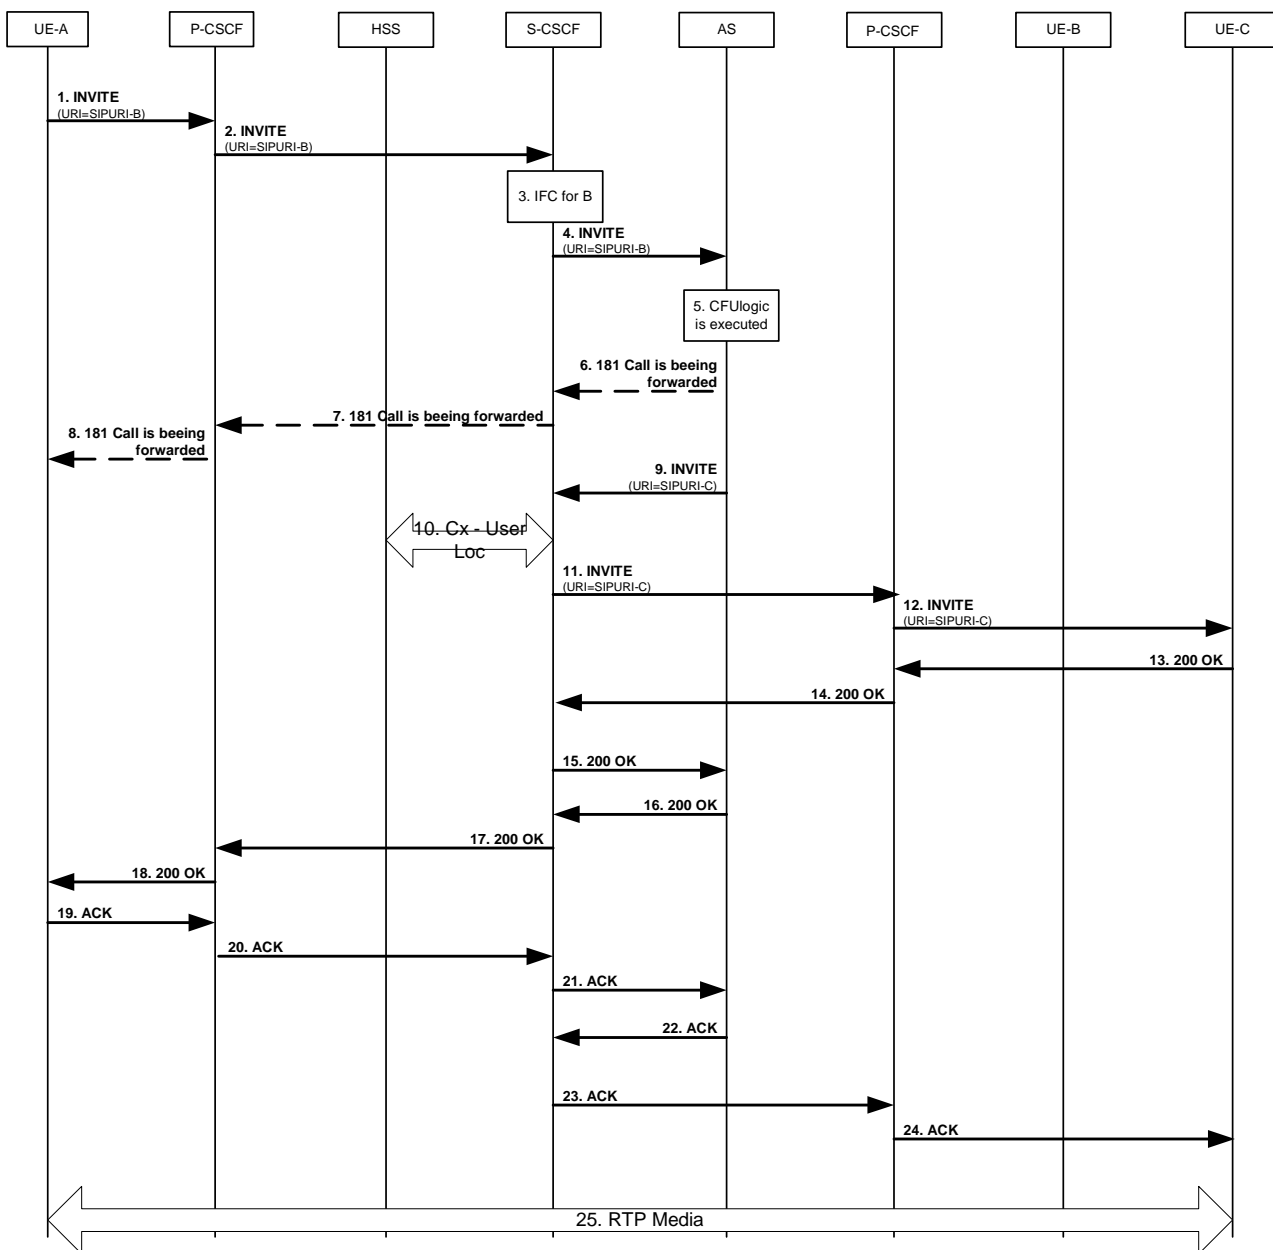 UE-A
P-CSCF
HSS
S-CSCF
AS
P-CSCF
UE-B
UE-C
1. INVITE
(URI=SIPURI-B)
2. INVITE
(URI=SIPURI-B)
3. IFC for B
4. INVITE
(URI=SIPURI-B)
5. CFUlogic
is executed
6. 181 Call is beeing
forwarded
7. 181 Call is beeing forwarded
8. 181 Call is beeing
forwarded
9. INVITE
(URI=SIPURI-C)
10. Cx - User
Loc
11. INVITE
(URI=SIPURI-C)
12. INVITE
(URI=SIPURI-C)
13. 200 OK
14. 200 OK
15. 200 OK
16. 200 OK
17. 200 OK
18. 200 OK
19. ACK
20. ACK
21. ACK
22. ACK
23. ACK
24. ACK
25. RTP Media